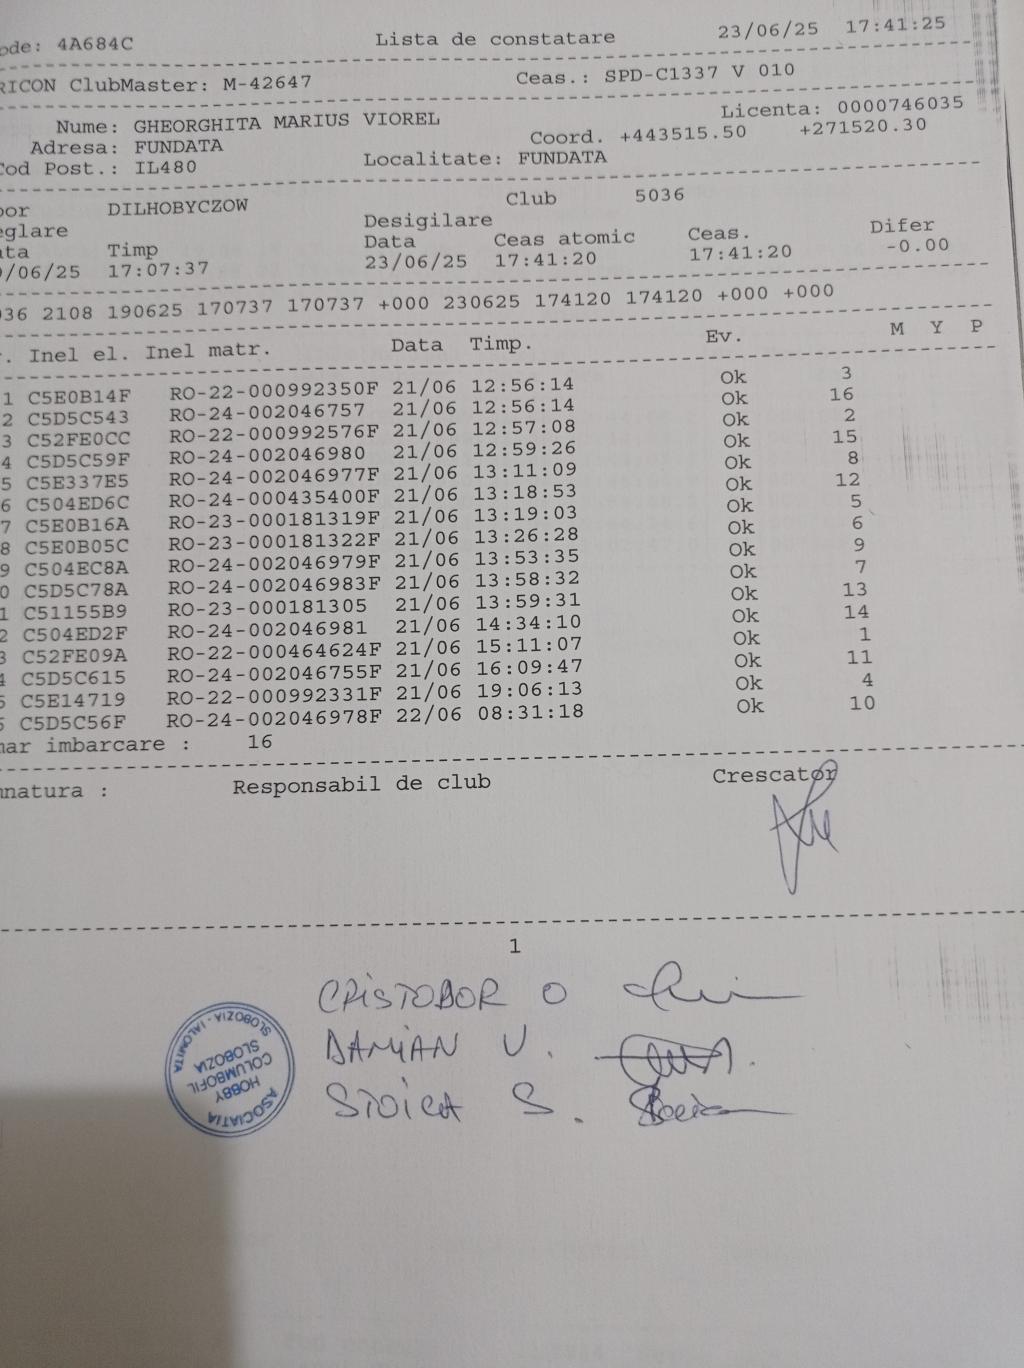 ode: 4A684C Lista de constatare 23/06/25 17:41:25
RICON ClubMaster: M-42647 Ceas.: SPD-C1337 V 010
Nume: GHEORGHITA MARIUS VIOREL Licenta: 0000746035
Adresa: FUNDATA Coord. +443515.50 +271520.30
Cod Post.: IL480 Localitate: FUNDATA
bor DILHOBYCZOW Club 5036
eglare Desigilare
ata Timp Data Ceas atomic Ceas. Difer
9/06/25 17:07:37 23/06/25 17:41:20 17:41:20 -0.00
036 2108 190625 170737 170737 +000 230625 174120 174120 +000 +000
r. Inel el. Inel matr. Data Timp. Ev. M Y P
1 C5E0B14F RO-22-000992350F 21/06 12:56:14 Ok 3
2 C5D5C543 RO-24-002046757 21/06 12:56:14 Ok 16
3 C52FE0CC RO-22-000992576F 21/06 12:57:08 Ok 2
4 C5D5C59F RO-24-002046980 21/06 12:59:26 Ok 15
5 C5E337E5 RO-24-002046977F 21/06 13:11:09 Ok 8
6 C504ED6C RO-24-000435400F 21/06 13:18:53 Ok 12
7 C5E0B16A RO-23-000181319F 21/06 13:19:03 Ok 5
8 C5E0B05C RO-23-000181322F 21/06 13:26:28 Ok 6
9 C504EC8A RO-24-002046979F 21/06 13:53:35 Ok 9
0 C5D5C78A RO-24-002046983F 21/06 13:58:32 Ok 7
1 C51155B9 RO-23-000181305 21/06 13:59:31 Ok 13
2 C504ED2F RO-24-002046981 21/06 14:34:10 Ok 14
3 C52FE09A RO-22-000464624F 21/06 15:11:07 Ok 1
4 C5D5C615 RO-24-002046755F 21/06 16:09:47 Ok 11
5 C5E14719 RO-22-000992331F 21/06 19:06:13 Ok 4
6 C5D5C56F RO-24-002046978F 22/06 08:31:18 Ok 10
mar imbarcare : 16
mnatura : Responsabil de club Crescator
1
CRISTOBOR O
DAMIAN V.
STOICA S.
ASOCIATIA
HOBBY
COLUMBOFIL
SLOBOZIA
SLOBOZIA - IALOMITA